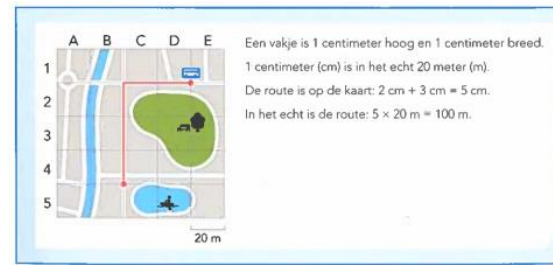 A B C D E
1
2
3
4
5
20 m
Een vakje is 1 centimeter hoog en 1 centimeter breed.
1 centimeter (cm) is in het echt 20 meter (m).
De route is op de kaart: 2 cm + 3 cm = 5 cm.
In het echt is de route: 5 × 20 m = 100 m.